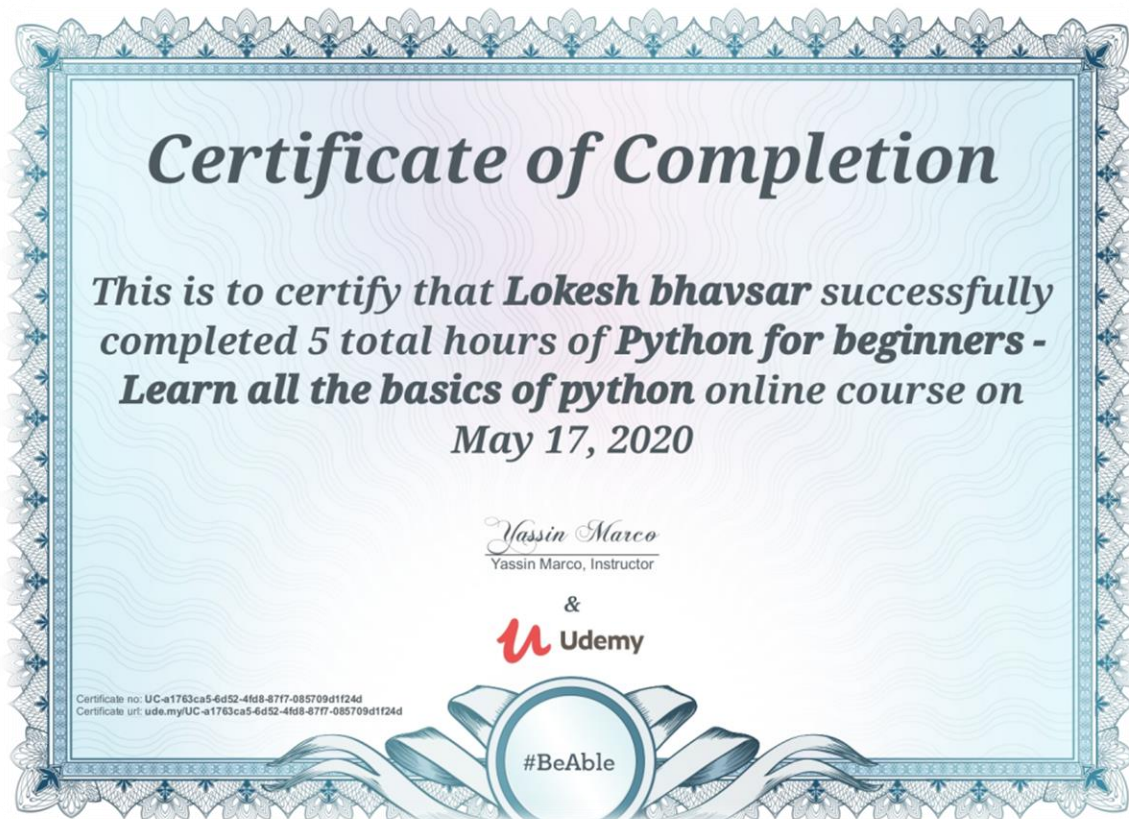 Certificate of Completion
This is to certify that Lokesh bhavsar successfully
completed 5 total hours of Python for beginners -
Learn all the basics of python online course on
May 17, 2020
Yassin Marco
Yassin Marco, Instructor
&
Udemy
Certificate no: UC-a1763ca5-6d52-4fd8-87f7-085709d1f24d
Certificate url: ude.my/UC-a1763ca5-6d52-4fd8-87f7-085709d1f24d
#BeAble